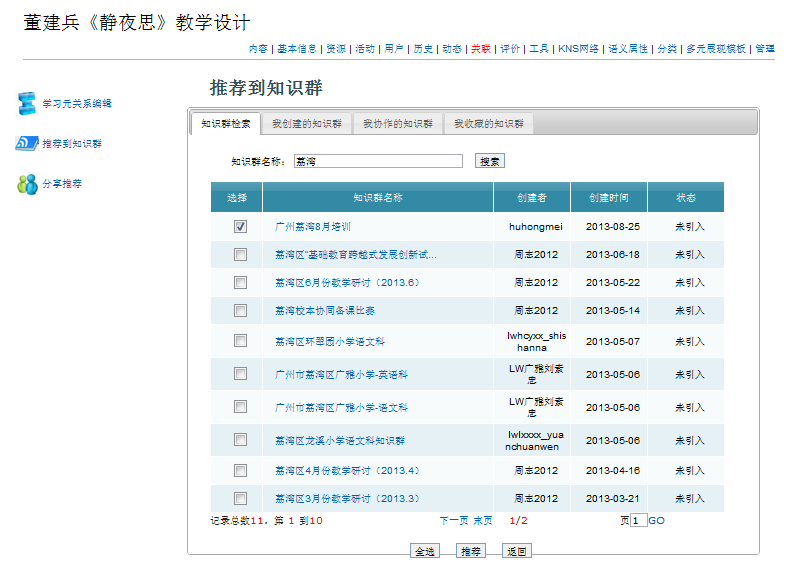 董建兵《静夜思》教学设计
内容 | 基本信息 | 资源 | 活动 | 用户 | 历史 | 动态 | 关联 | 评价 | 工具 | KNS网络 | 语义属性 | 分类 | 多元展现模板 | 管理
学习元关系编辑
推荐到知识群
分享推荐
推荐到知识群
知识群检索 我创建的知识群 我协作的知识群 我收藏的知识群
知识群名称： 荔湾 搜索
选择 知识群名称 创建者 创建时间 状态
广州荔湾8月培训 huhongmei 2013-08-25 未引入
荔湾区"基础教育跨越式发展创新试... 周志2012 2013-06-18 未引入
荔湾区6月份教学研讨（2013.6） 周志2012 2013-05-22 未引入
荔湾校本协同备课比赛 周志2012 2013-05-14 未引入
荔湾区环翠园小学语文科 lwhcyxx_shishanna 2013-05-07 未引入
广州市荔湾区广雅小学-英语科 LW广雅刘素忠 2013-05-06 未引入
广州市荔湾区广雅小学-语文科 LW广雅刘素忠 2013-05-06 未引入
荔湾区龙溪小学语文科知识群 lwlxxxx_yuanchuanwen 2013-05-06 未引入
荔湾区4月份教学研讨（2013.4） 周志2012 2013-04-16 未引入
荔湾区3月份教学研讨（2013.3） 周志2012 2013-03-21 未引入
记录总数11. 第 1 到10 下一页 末页 1/2 页1GO
全选 推荐 返回